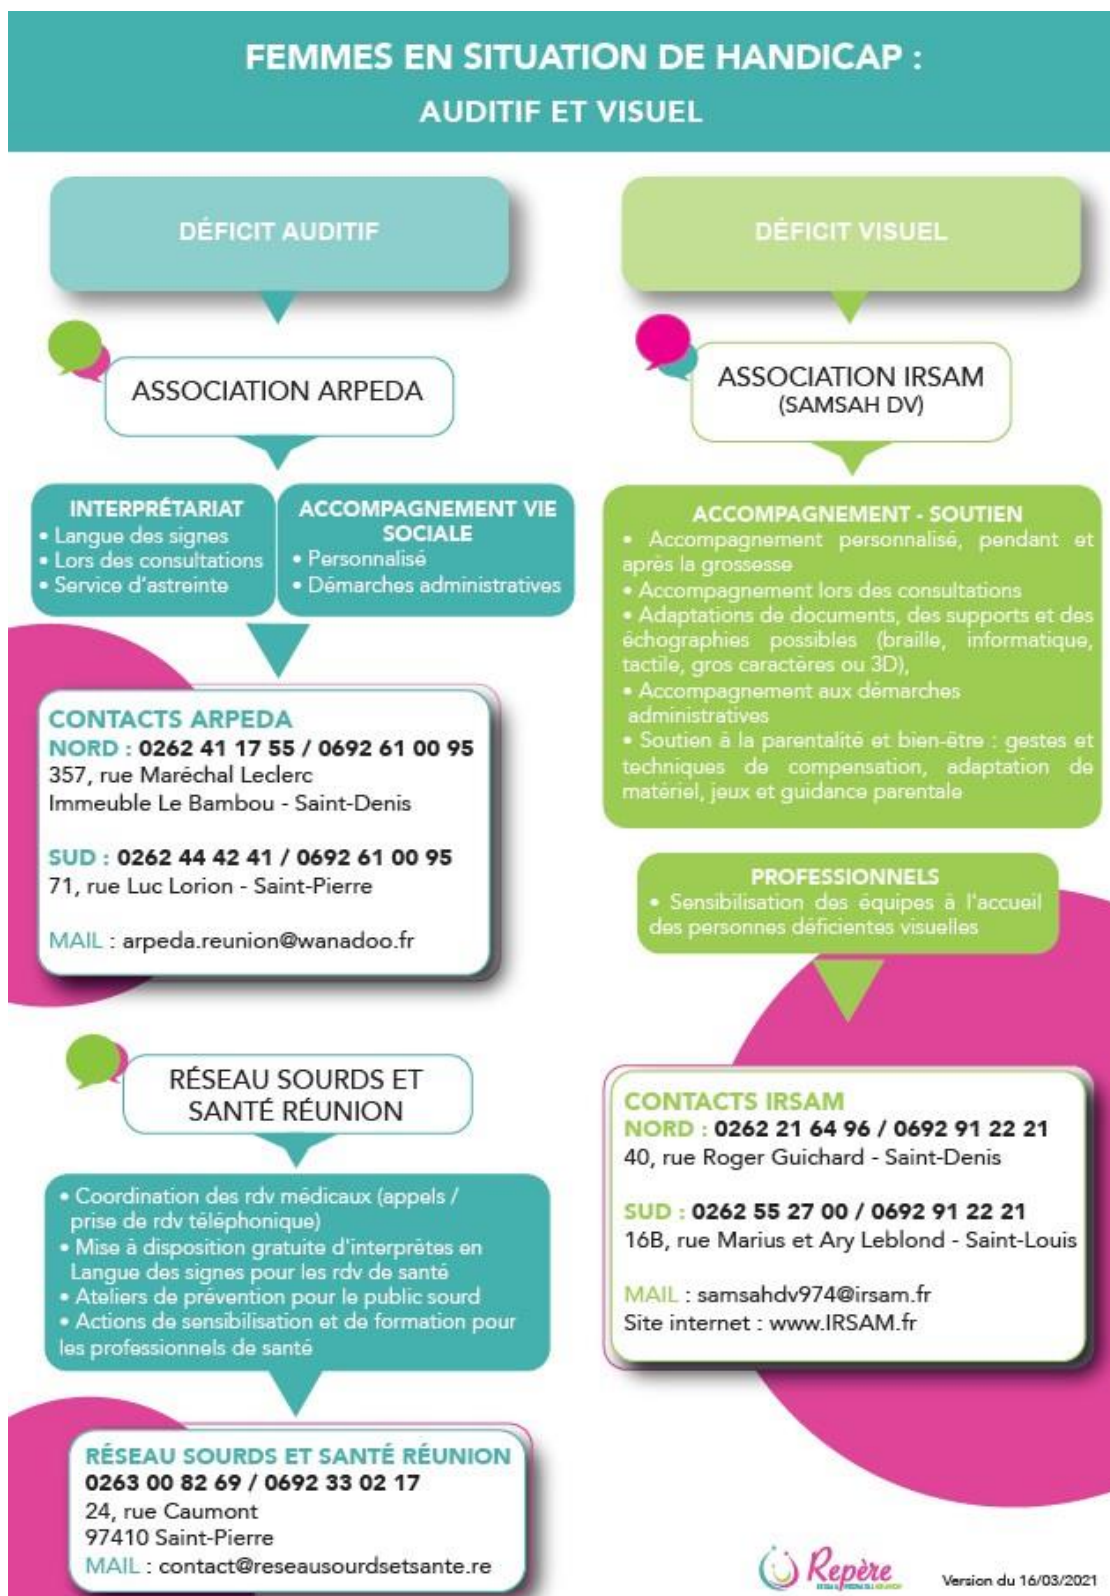 FEMMES EN SITUATION DE HANDICAP :
AUDITIF ET VISUEL
DÉFICIT AUDITIF
ASSOCIATION ARPEDA
INTERPRÉTARIAT
• Langue des signes
• Lors des consultations
• Service d'astreinte
ACCOMPAGNEMENT VIE
SOCIALE
• Personnalisé
• Démarches administratives
CONTACTS ARPEDA
NORD : 0262 41 17 55 / 0692 61 00 95
357, rue Maréchal Leclerc
Immeuble Le Bambou - Saint-Denis
SUD : 0262 44 42 41 / 0692 61 00 95
71, rue Luc Lorion - Saint-Pierre
MAIL : arpeda.reunion@wanadoo.fr
RÉSEAU SOURDS ET
SANTÉ RÉUNION
• Coordination des rdv médicaux (appels /
prise de rdv téléphonique)
• Mise à disposition gratuite d'interprètes en
Langue des signes pour les rdv de santé
• Ateliers de prévention pour le public sourd
• Actions de sensibilisation et de formation pour
les professionnels de santé
RÉSEAU SOURDS ET SANTÉ RÉUNION
0263 00 82 69 / 0692 33 02 17
24, rue Caumont
97410 Saint-Pierre
MAIL : contact@reseausourdsetsante.re
DÉFICIT VISUEL
ASSOCIATION IRSAM
(SAMSAH DV)
ACCOMPAGNEMENT - SOUTIEN
• Accompagnement personnalisé, pendant et
après la grossesse
• Accompagnement lors des consultations
• Adaptations de documents, des supports et des
échographies possibles (braille, informatique,
tactile, gros caractères ou 3D),
• Accompagnement aux démarches
administratives
• Soutien à la parentalité et bien-être : gestes et
techniques de compensation, adaptation de
matériel, jeux et guidance parentale
PROFESSIONNELS
• Sensibilisation des équipes à l'accueil
des personnes déficientes visuelles
CONTACTS IRSAM
NORD : 0262 21 64 96 / 0692 91 22 21
40, rue Roger Guichard - Saint-Denis
SUD : 0262 55 27 00 / 0692 91 22 21
16B, rue Marius et Ary Leblond - Saint-Louis
MAIL : samsahdv974@irsam.fr
Site internet : www.IRSAM.fr
Repère
Version du 16/03/2021